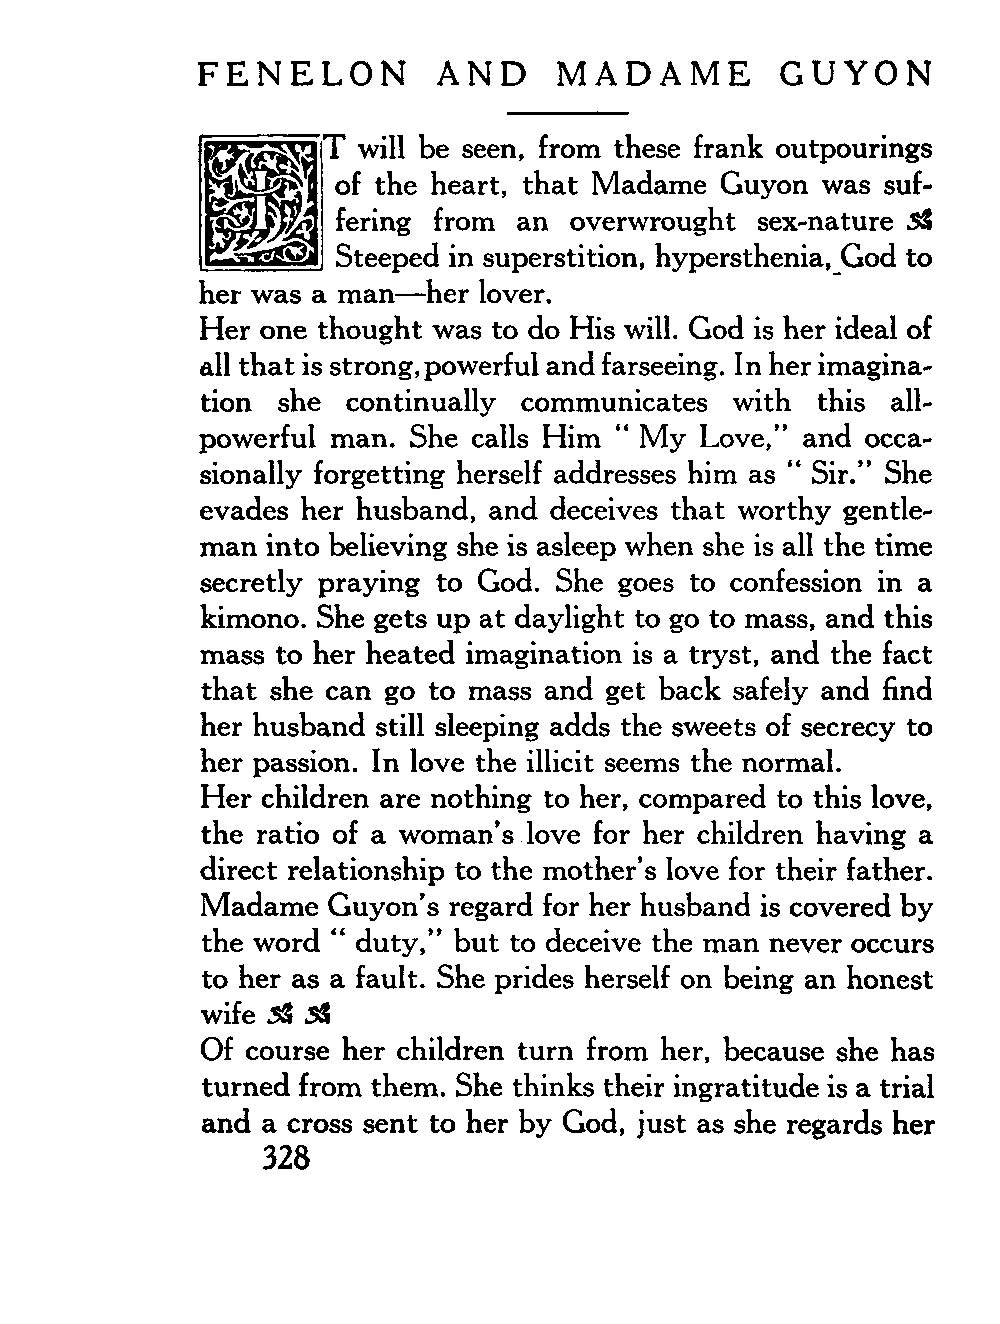 FENELON AND MADAME GUYON
IT will be seen, from these frank outpourings
of the heart, that Madame Guyon was suf-
fering from an overwrought sex-nature
Steeped in superstition, hypersthenia, God to
her was a man—her lover.
Her one thought was to do His will. God is her ideal of
all that is strong, powerful and farseeing. In her imagina-
tion she continually communicates with this all-
powerful man. She calls Him “ My Love,” and occa-
sionally forgetting herself addresses him as “ Sir.” She
evades her husband, and deceives that worthy gentle-
man into believing she is asleep when she is all the time
secretly praying to God. She goes to confession in a
kimono. She gets up at daylight to go to mass, and this
mass to her heated imagination is a tryst, and the fact
that she can go to mass and get back safely and find
her husband still sleeping adds the sweets of secrecy to
her passion. In love the illicit seems the normal.
Her children are nothing to her, compared to this love,
the ratio of a woman's love for her children having a
direct relationship to the mother's love for their father.
Madame Guyon's regard for her husband is covered by
the word “ duty,” but to deceive the man never occurs
to her as a fault. She prides herself on being an honest
wife
Of course her children turn from her, because she has
turned from them. She thinks their ingratitude is a trial
and a cross sent to her by God, just as she regards her
328